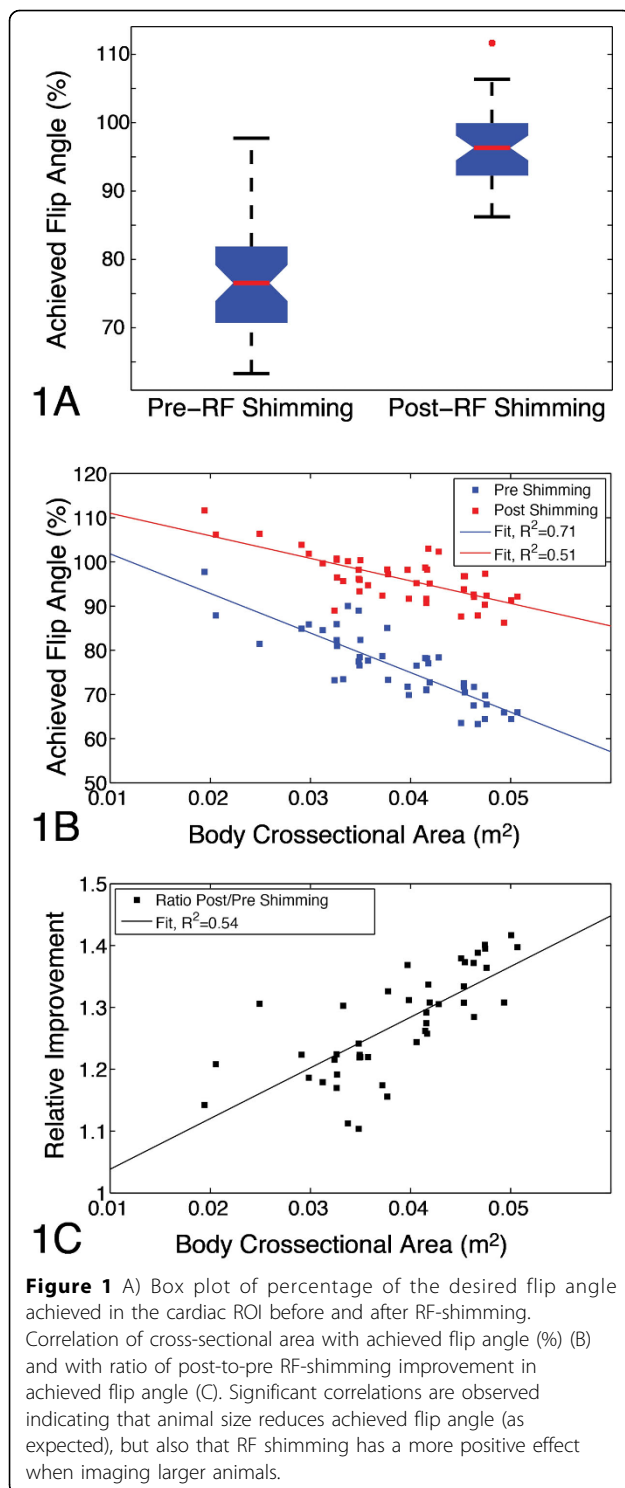 110
100
90
80
70
Achieved Flip Angle (%)
Pre-RF Shimming
Post-RF Shimming
1A
120
110
100
90
80
70
60
50
Achieved Flip Angle (%)
Pre Shimming
Post Shimming
Fit, R²=0.71
Fit, R²=0.51
0.01
0.02
0.03
0.04
0.05
Body Crossectional Area (m²)
1B
1.5
1.4
1.3
1.2
1.1
1
Relative Improvement
Ratio Post/Pre Shimming
Fit, R²=0.54
0.01
0.02
0.03
0.04
0.05
Body Crossectional Area (m²)
1C
Figure 1 A) Box plot of percentage of the desired flip angle
achieved in the cardiac ROI before and after RF-shimming.
Correlation of cross-sectional area with achieved flip angle (%) (B)
and with ratio of post-to-pre RF-shimming improvement in
achieved flip angle (C). Significant correlations are observed
indicating that animal size reduces achieved flip angle (as
expected), but also that RF shimming has a more positive effect
when imaging larger animals.